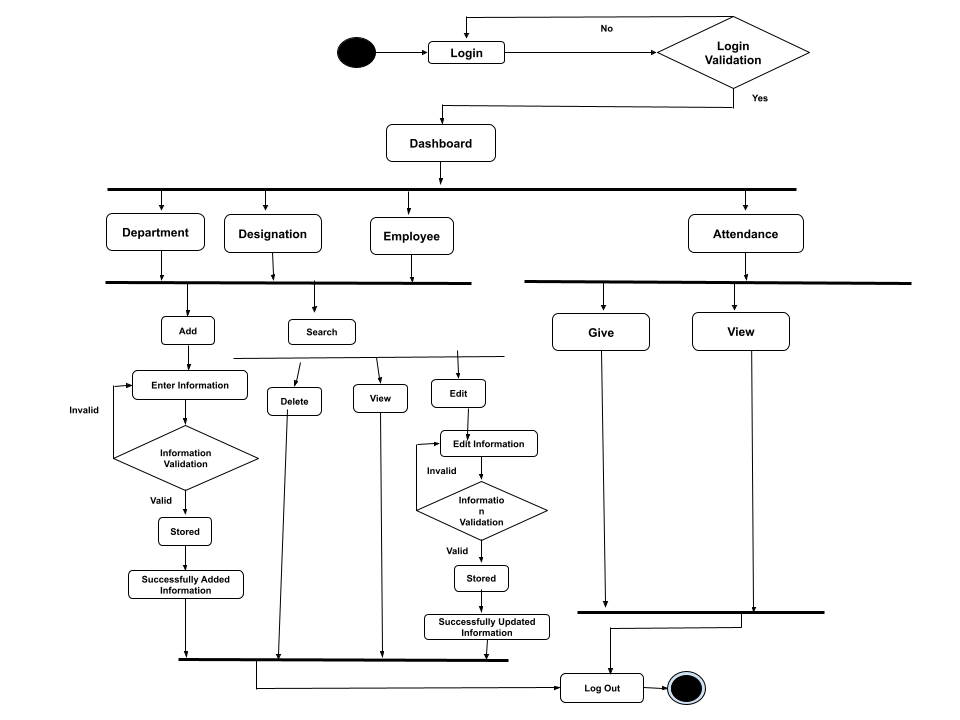 No
Login
Login
Validation
Yes
Dashboard
Department
Designation
Employee
Attendance
Add
Search
Give
View
Enter Information
Delete
View
Edit
Invalid
Information
Validation
Edit Information
Invalid
Valid
Informatio
n
Validation
Stored
Valid
Successfully Added
Information
Stored
Successfully Updated
Information
Log Out